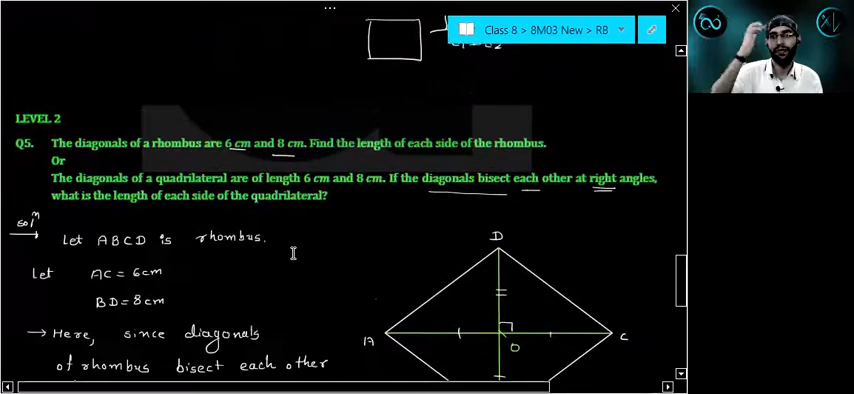 Class 8 > 8M03 New > RB
LEVEL 2
Q5. The diagonals of a rhombus are 6 cm and 8 cm. Find the length of each side of the rhombus.
Or
The diagonals of a quadrilateral are of length 6 cm and 8 cm. If the diagonals bisect each other at right angles,
what is the length of each side of the quadrilateral?
solⁿ
Let ABCD is rhombus.
Let AC = 6cm
BD = 8cm
→ Here, since diagonals
of rhombus bisect each other
D
A
C
O